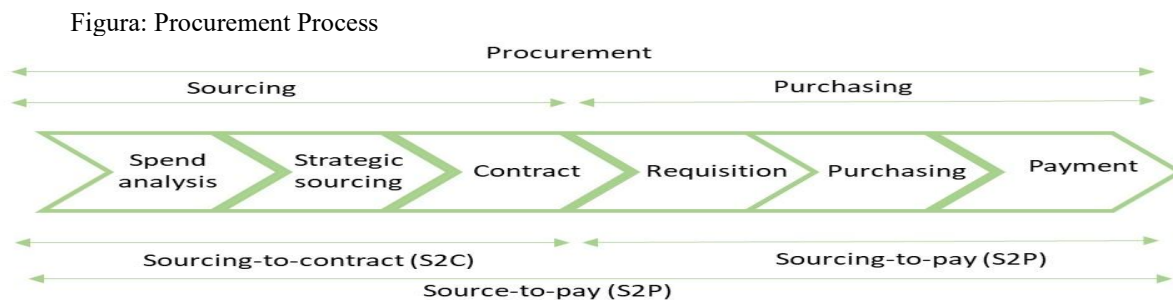 Figura: Procurement Process
Procurement
Sourcing
Purchasing
Spend
analysis
Strategic
sourcing
Contract
Requisition
Purchasing
Payment
Sourcing-to-contract (S2C)
Sourcing-to-pay (S2P)
Source-to-pay (S2P)